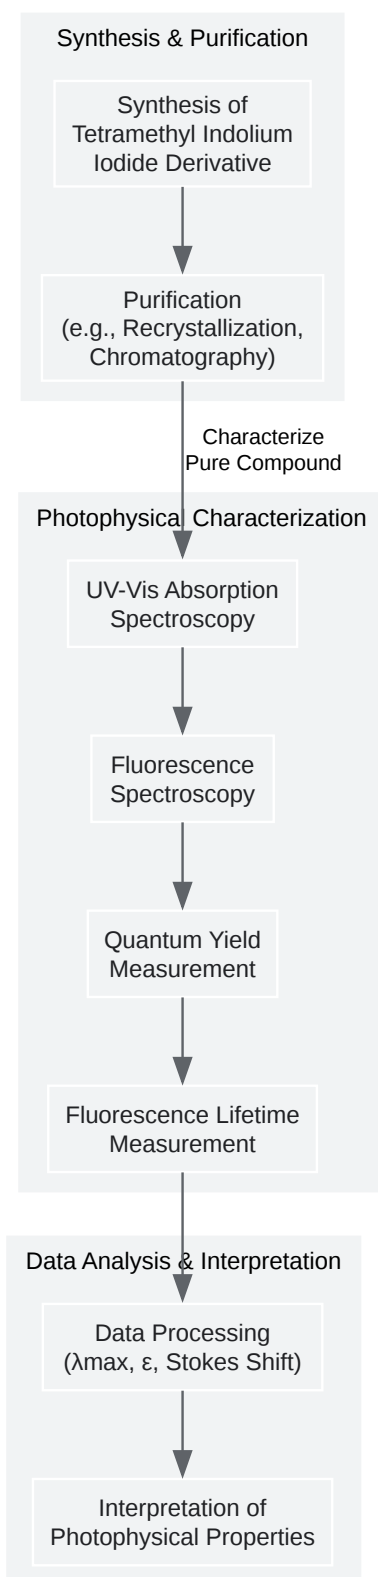 Synthesis & Purification
Synthesis of
Tetramethyl Indolium
Iodide Derivative
Purification
(e.g., Recrystallization,
Chromatography)
Characterize
Pure Compound
Photophysical Characterization
UV-Vis Absorption
Spectroscopy
Fluorescence
Spectroscopy
Quantum Yield
Measurement
Fluorescence Lifetime
Measurement
Data Analysis & Interpretation
Data Processing
(λmax, ε, Stokes Shift)
Interpretation of
Photophysical Properties